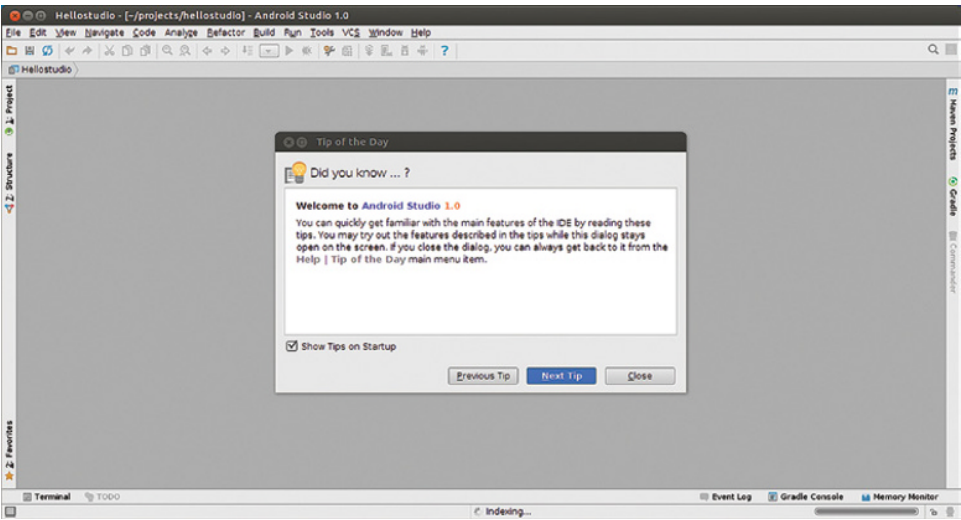 Hellostudio - [~/projects/hellostudio] - Android Studio 1.0
File Edit View Navigate Code Analyze Refactor Build Run Tools VCS Window Help
Hellostudio
1: Project
2: Structure
2: Favorites
m Maven Projects
Gradle
Commander
Tip of the Day
Did you know ... ?
Welcome to Android Studio 1.0
You can quickly get familiar with the main features of the IDE by reading these
tips. You may try out the features described in the tips while this dialog stays
open on the screen. If you close the dialog, you can always get back to it from the
Help | Tip of the Day main menu item.
Show Tips on Startup
Previous Tip Next Tip Close
Terminal TODO Event Log Gradle Console Memory Monitor
Indexing...